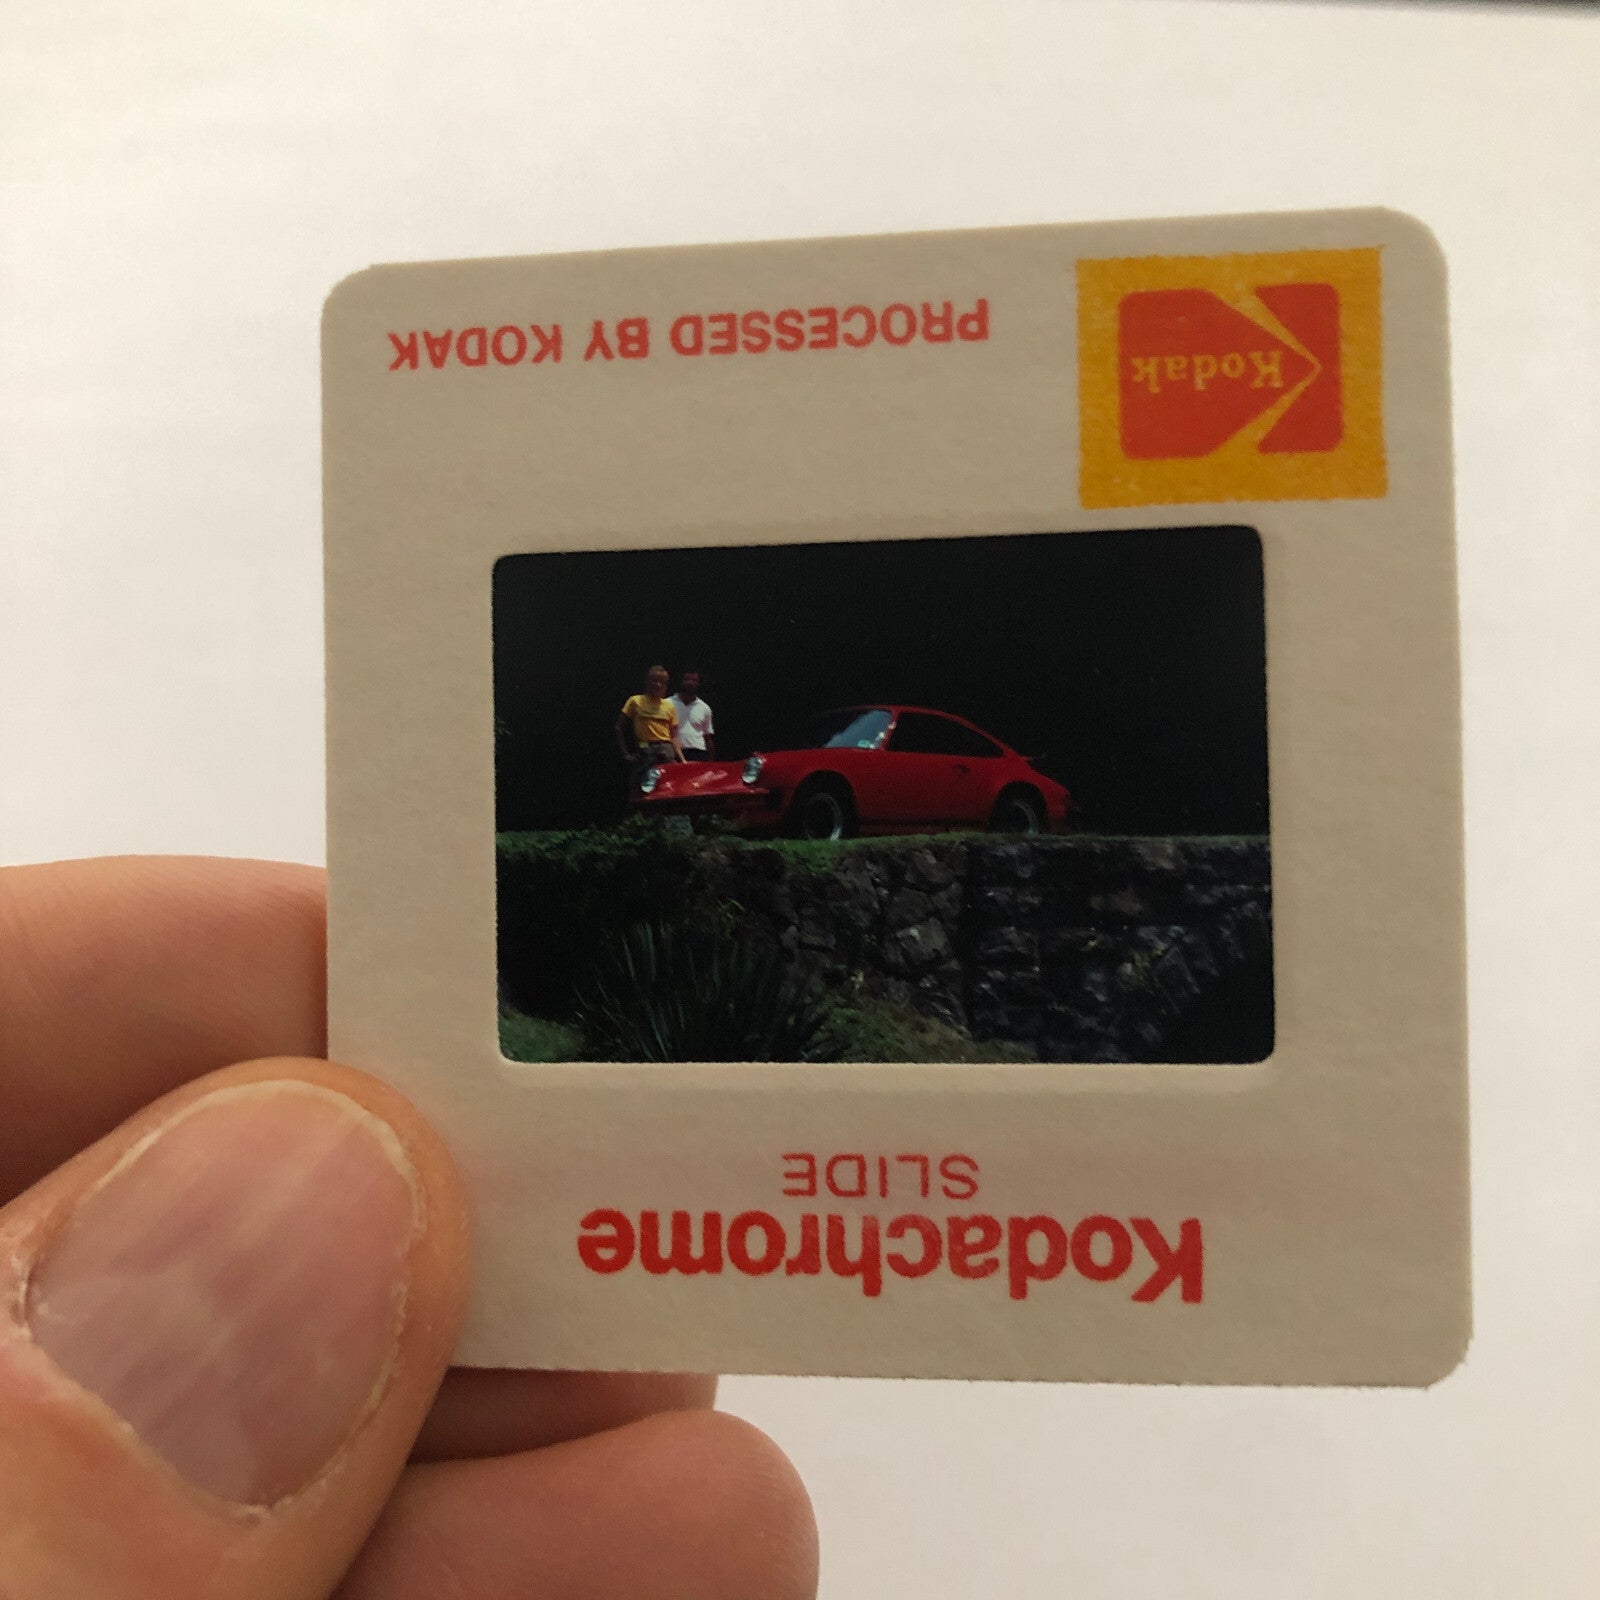 Kodachrome
SLIDE
Kodak
PROCESSED BY KODAK